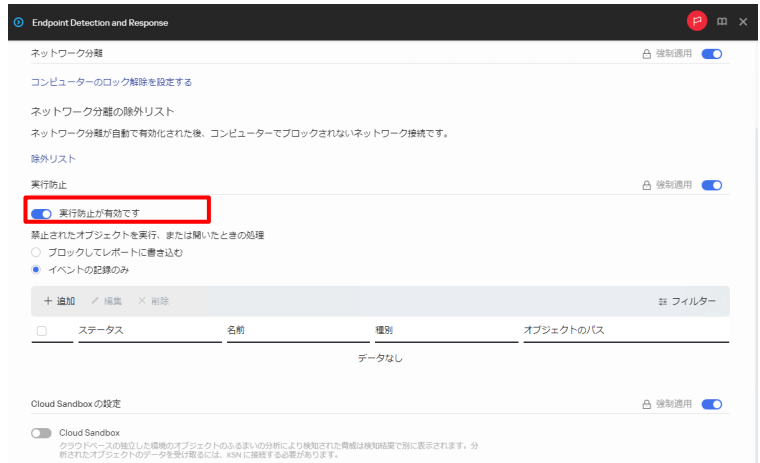 Endpoint Detection and Response
ネットワーク分離
強制適用
コンピューターのロック解除を設定する
ネットワーク分離の除外リスト
ネットワーク分離が自動で有効化された後、コンピューターでブロックされないネットワーク接続です。
除外リスト
実行防止
強制適用
実行防止が有効です
禁止されたオブジェクトを実行、または開いたときの処理
ブロックしてレポートに書き込む
イベントの記録のみ
追加 編集 削除 フィルター
ステータス 名前 種別 オブジェクトのパス
データなし
Cloud Sandbox の設定
強制適用
Cloud Sandbox
クラウドベースの独立した環境のオブジェクトのふるまいの分析により検知された脅威は検知結果で別に表示されます。分
析されたオブジェクトのデータを受け取るには、KSN に接続する必要があります。